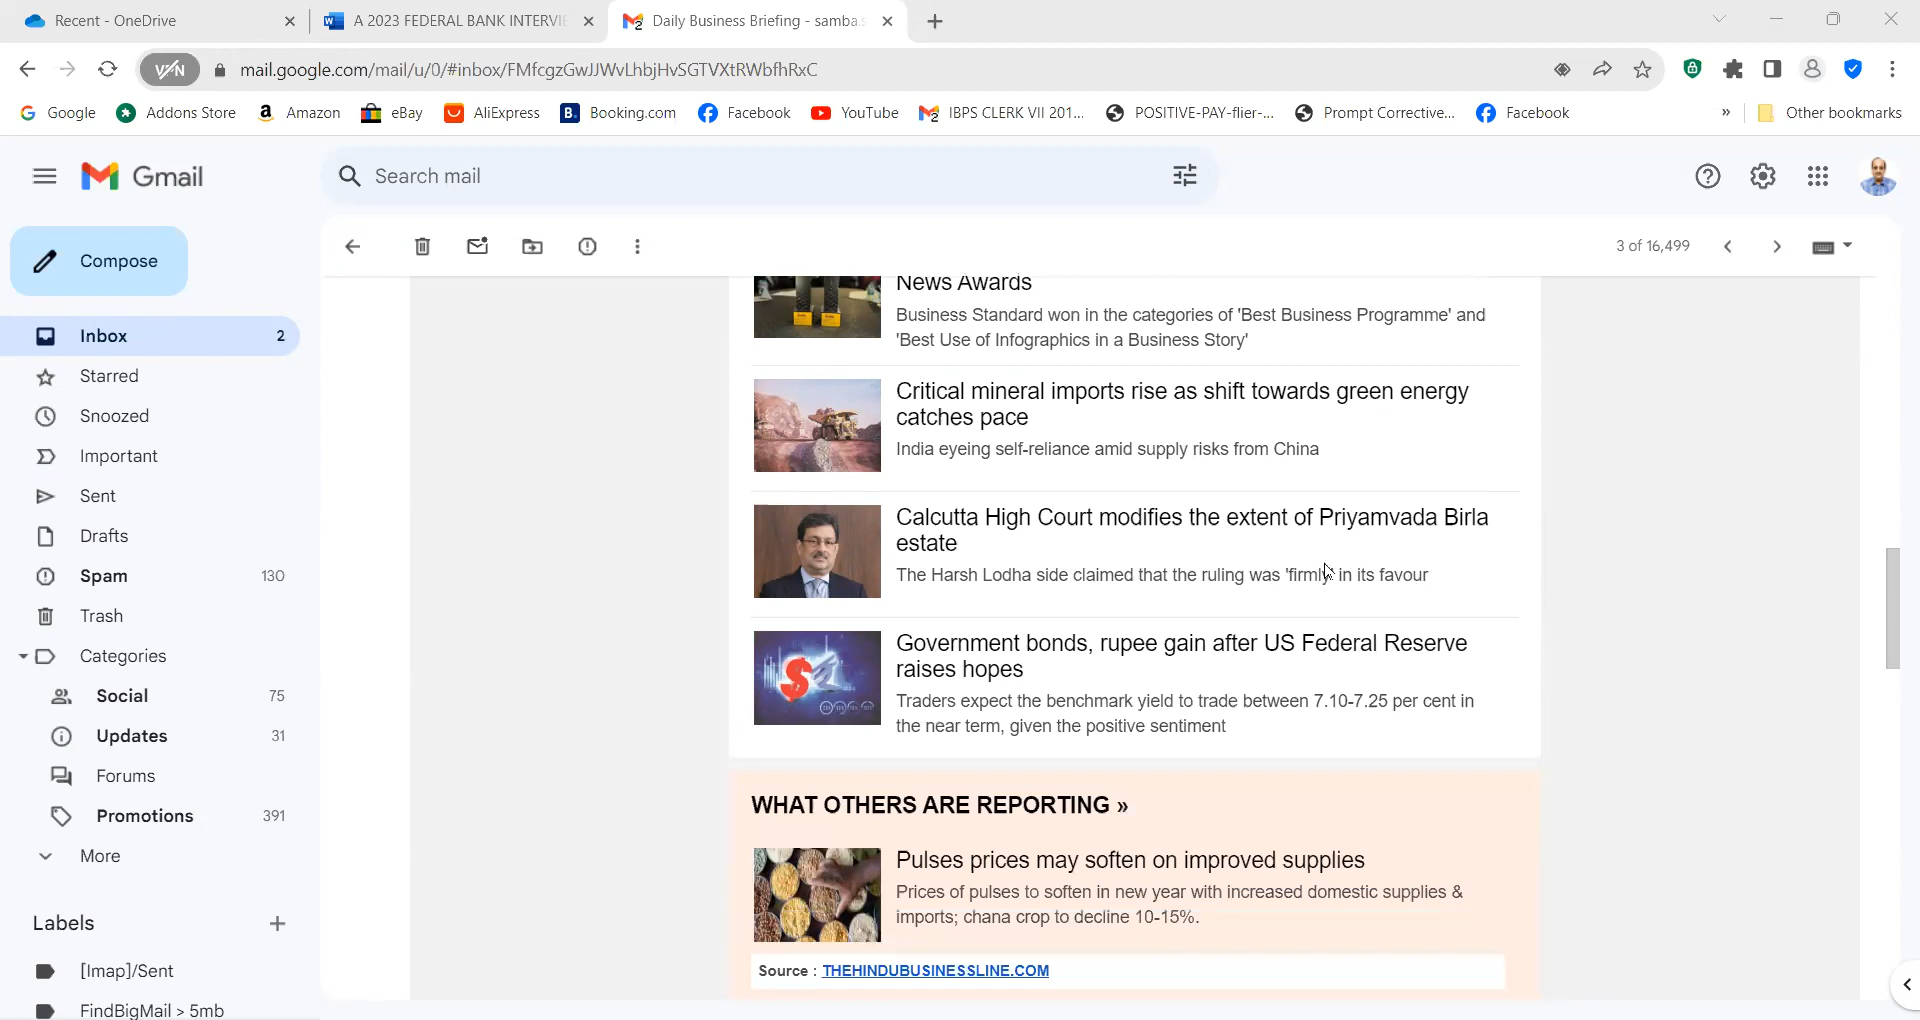 Recent - OneDrive
A 2023 FEDERAL BANK INTERVIE
Daily Business Briefing - samba.s
VPN
mail.google.com/mail/u/0/#inbox/FMfcgzGwJJWvLhbjHvSGTVXtRWbfhRxC
Google
Addons Store
Amazon
eBay
AliExpress
Booking.com
Facebook
YouTube
IBPS CLERK VII 201...
POSITIVE-PAY-flier-...
Prompt Corrective...
Facebook
»
Other bookmarks
Gmail
Search mail
Compose
3 of 16,499
Inbox 2
Starred
Snoozed
Important
Sent
Drafts
Spam 130
Trash
Categories
Social 75
Updates 31
Forums
Promotions 391
More
Labels
[Imap]/Sent
FindBigMail > 5mb
News Awards
Business Standard won in the categories of 'Best Business Programme' and
'Best Use of Infographics in a Business Story'
Critical mineral imports rise as shift towards green energy
catches pace
India eyeing self-reliance amid supply risks from China
Calcutta High Court modifies the extent of Priyamvada Birla
estate
The Harsh Lodha side claimed that the ruling was 'firmly' in its favour
Government bonds, rupee gain after US Federal Reserve
raises hopes
Traders expect the benchmark yield to trade between 7.10-7.25 per cent in
the near term, given the positive sentiment
WHAT OTHERS ARE REPORTING »
Pulses prices may soften on improved supplies
Prices of pulses to soften in new year with increased domestic supplies &
imports; chana crop to decline 10-15%.
Source : THEHINDUBUSINESSLINE.COM